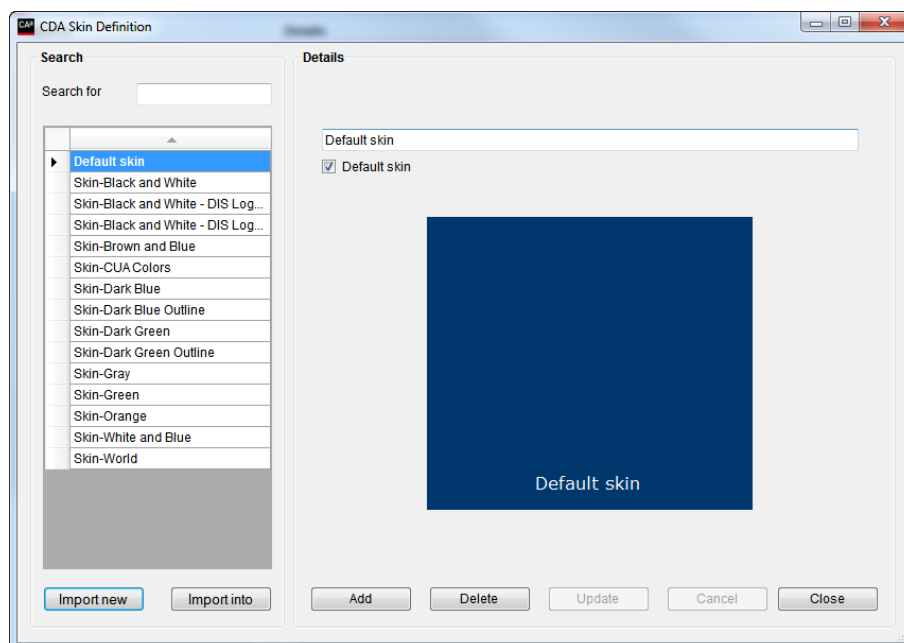 CA CDA Skin Definition
Search
Search for
Default skin
Skin-Black and White
Skin-Black and White - DIS Log...
Skin-Black and White - DIS Log...
Skin-Brown and Blue
Skin-CUA Colors
Skin-Dark Blue
Skin-Dark Blue Outline
Skin-Dark Green
Skin-Dark Green Outline
Skin-Gray
Skin-Green
Skin-Orange
Skin-White and Blue
Skin-World
Import new Import into
Details
Default skin
Default skin
Default skin
Add Delete Update Cancel Close